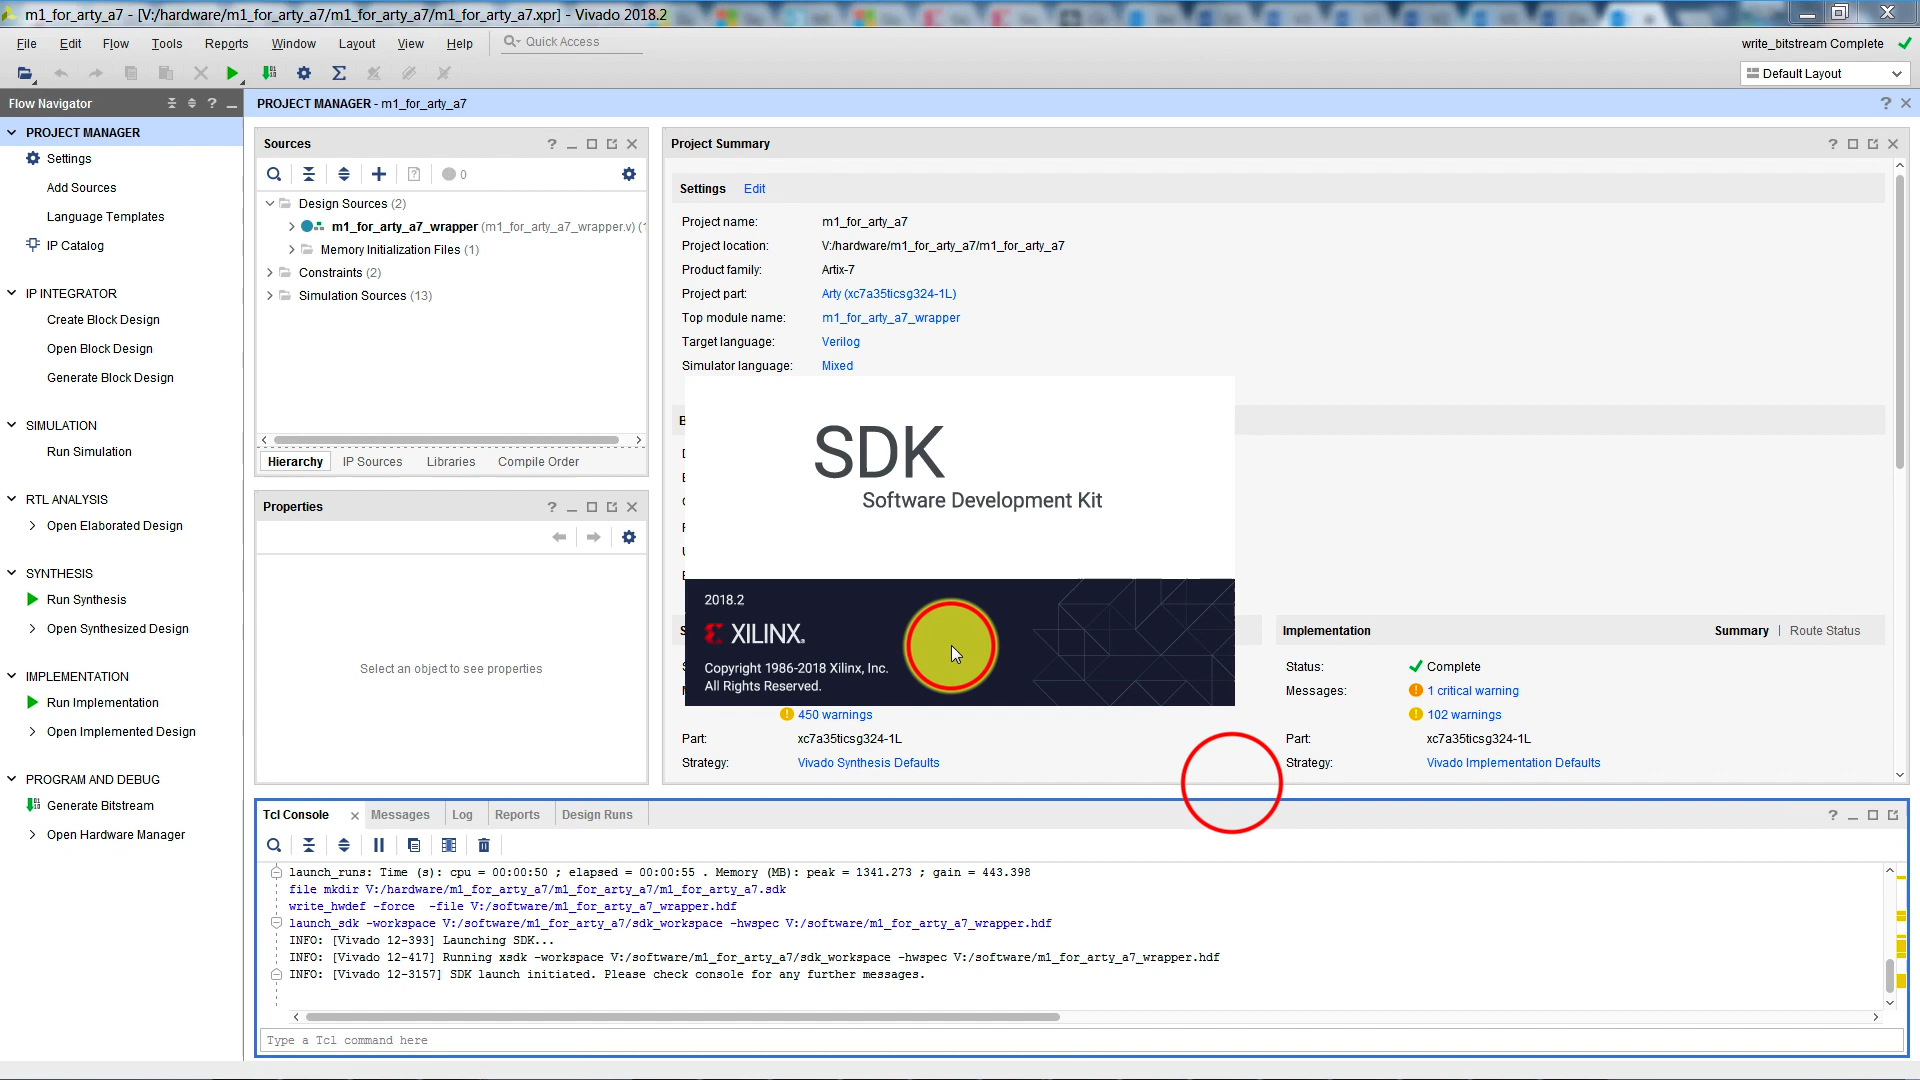 m1_for_arty_a7 - [V:/hardware/m1_for_arty_a7/m1_for_arty_a7/m1_for_arty_a7.xpr] - Vivado 2018.2
File Edit Flow Tools Reports Window Layout View Help Quick Access
write_bitstream Complete
Default Layout
Flow Navigator
PROJECT MANAGER - m1_for_arty_a7
PROJECT MANAGER
Settings
Add Sources
Language Templates
IP Catalog
IP INTEGRATOR
Create Block Design
Open Block Design
Generate Block Design
SIMULATION
Run Simulation
RTL ANALYSIS
Open Elaborated Design
SYNTHESIS
Run Synthesis
Open Synthesized Design
IMPLEMENTATION
Run Implementation
Open Implemented Design
PROGRAM AND DEBUG
Generate Bitstream
Open Hardware Manager
Sources
0
Design Sources (2)
m1_for_arty_a7_wrapper (m1_for_arty_a7_wrapper.v) (1
Memory Initialization Files (1)
Constraints (2)
Simulation Sources (13)
Hierarchy IP Sources Libraries Compile Order
Properties
Select an object to see properties
Project Summary
Settings Edit
Project name: m1_for_arty_a7
Project location: V:/hardware/m1_for_arty_a7/m1_for_arty_a7
Product family: Artix-7
Project part: Arty (xc7a35ticsg324-1L)
Top module name: m1_for_arty_a7_wrapper
Target language: Verilog
Simulator language: Mixed
SDK
Software Development Kit
2018.2
XILINX.
Copyright 1986-2018 Xilinx, Inc.
All Rights Reserved.
450 warnings
Part: xc7a35ticsg324-1L
Strategy: Vivado Synthesis Defaults
Implementation Summary | Route Status
Status: Complete
Messages: 1 critical warning
102 warnings
Part: xc7a35ticsg324-1L
Strategy: Vivado Implementation Defaults
Tcl Console Messages Log Reports Design Runs
launch_runs: Time (s): cpu = 00:00:50 ; elapsed = 00:00:55 . Memory (MB): peak = 1341.273 ; gain = 443.398
file mkdir V:/hardware/m1_for_arty_a7/m1_for_arty_a7/m1_for_arty_a7.sdk
write_hwdef -force  -file V:/software/m1_for_arty_a7_wrapper.hdf
launch_sdk -workspace V:/software/m1_for_arty_a7/sdk_workspace -hwspec V:/software/m1_for_arty_a7_wrapper.hdf
INFO: [Vivado 12-393] Launching SDK...
INFO: [Vivado 12-417] Running xsdk -workspace V:/software/m1_for_arty_a7/sdk_workspace -hwspec V:/software/m1_for_arty_a7_wrapper.hdf
INFO: [Vivado 12-3157] SDK launch initiated. Please check console for any further messages.
Type a Tcl command here